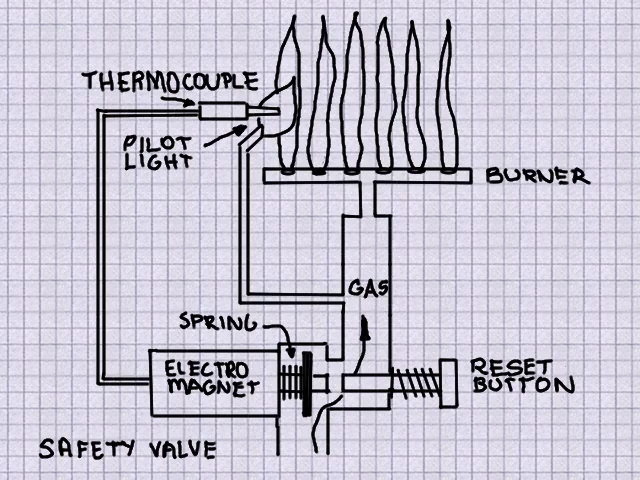 THERMOCOUPLE
PILOT
LIGHT
BURNER
GAS
SPRING
ELECTRO
MAGNET
RESET
BUTTON
SAFETY VALVE